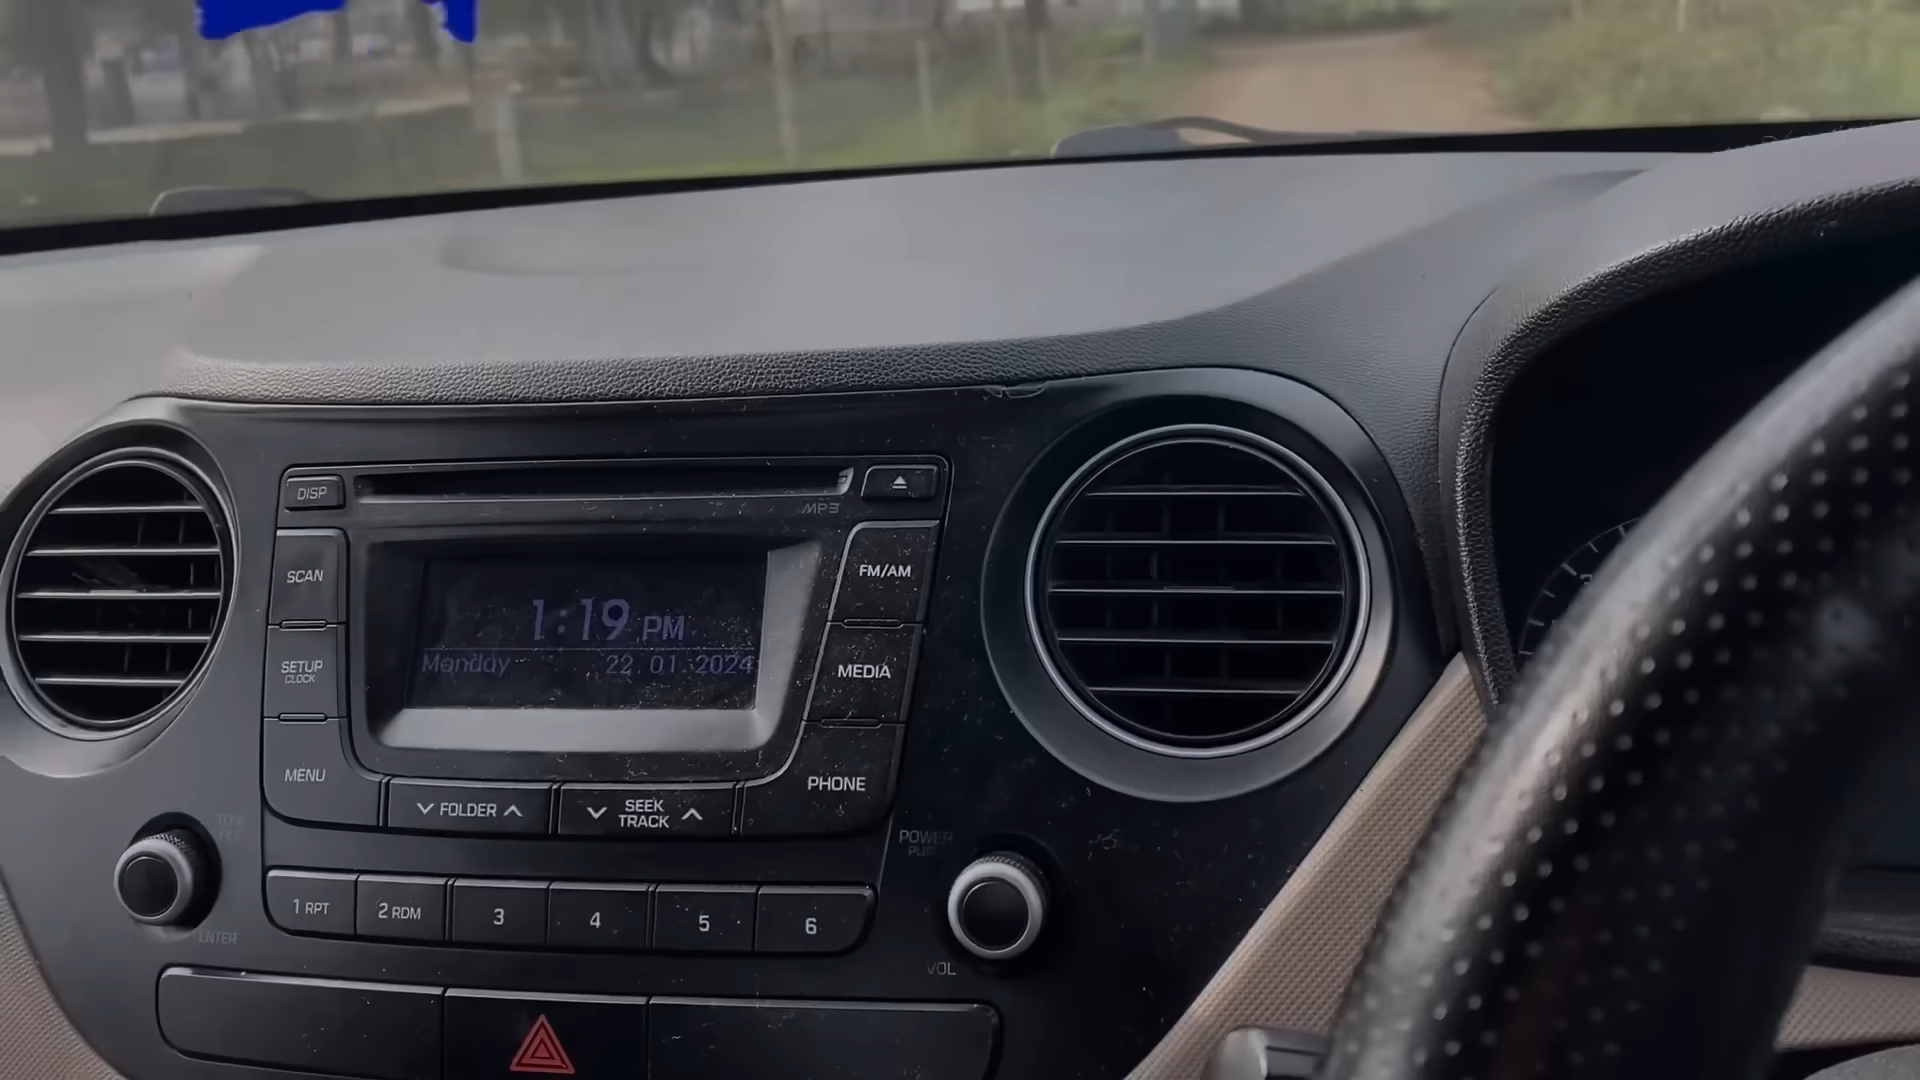 DISP
MP3
SCAN
FM/AM
1:19 PM
Monday 22.01.2024
SETUP
CLOCK
MEDIA
MENU
PHONE
FOLDER
SEEK
TRACK
POWER
1 RPT
2 RDM
3
4
5
6
ENTER
VOL